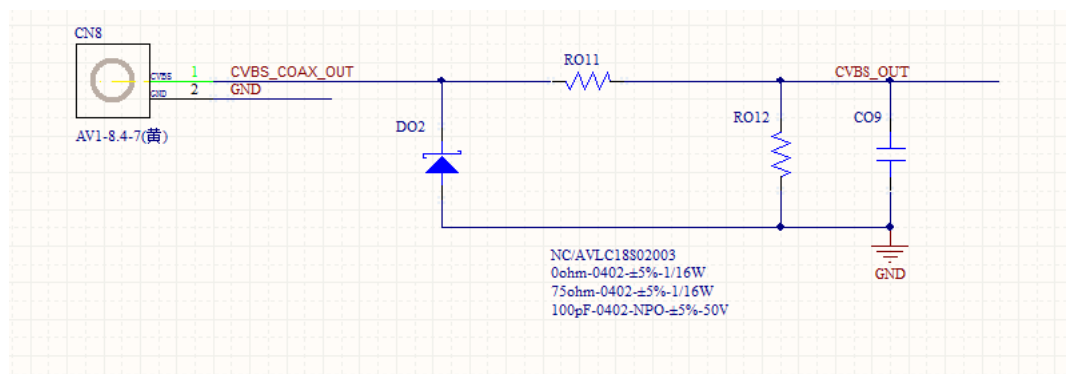 CN8
CVBS 1 CVBS_COAX_OUT
GND 2 GND
AV1-8.4-7(黄)
DO2
RO11
CVBS_OUT
RO12
CO9
GND
NC/AVLC18S02003
0ohm-0402-±5%-1/16W
75ohm-0402-±5%-1/16W
100pF-0402-NPO-±5%-50V